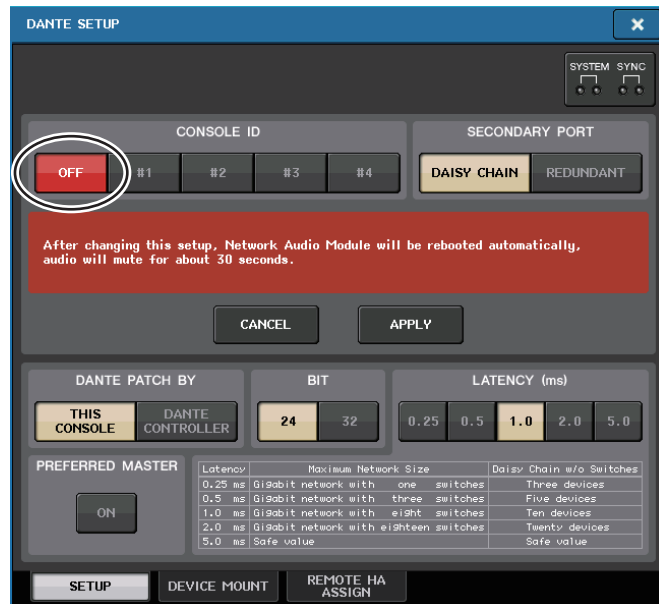 DANTE SETUP
SYSTEM SYNC
CONSOLE ID
SECONDARY PORT
OFF #1 #2 #3 #4
DAISY CHAIN REDUNDANT
After changing this setup, Network Audio Module will be rebooted automatically,
audio will mute for about 30 seconds.
CANCEL APPLY
DANTE PATCH BY
BIT
LATENCY (ms)
THIS CONSOLE
DANTE CONTROLLER
24 32
0.25 0.5 1.0 2.0 5.0
PREFERRED MASTER
ON
Latency Maximum Network Size Daisy Chain w/o Switches
0.25 ms Gigabit network with one switches Three devices
0.5 ms Gigabit network with three switches Five devices
1.0 ms Gigabit network with eight switches Ten devices
2.0 ms Gigabit network with eighteen switches Twenty devices
5.0 ms Safe value Safe value
SETUP
DEVICE MOUNT
REMOTE HA ASSIGN